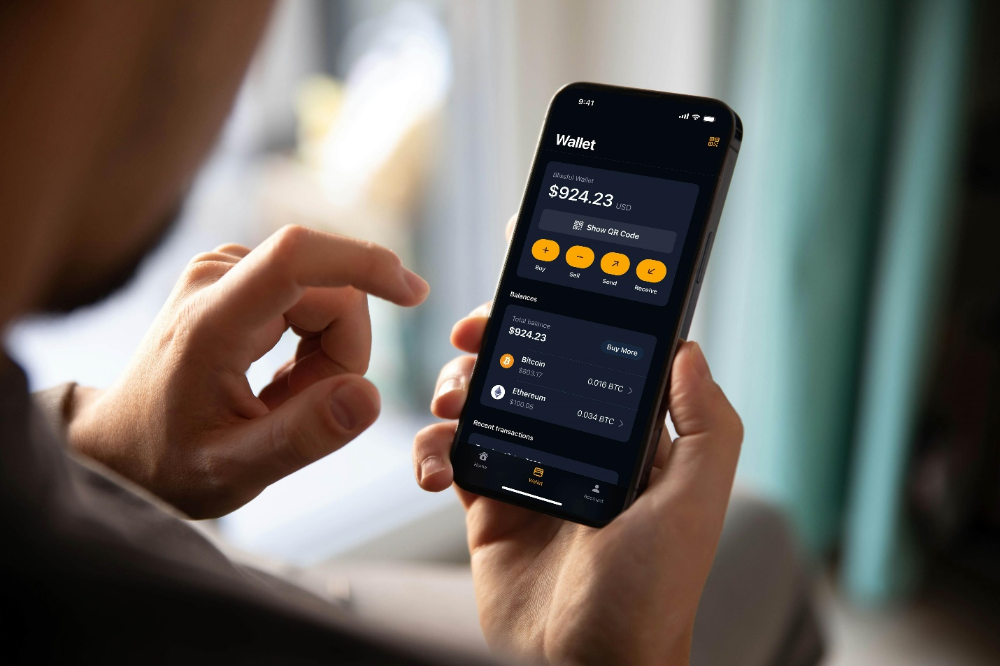 9:41
Wallet
Blissful Wallet
$924.23 USD
Show QR Code
Buy
Sell
Send
Receive
Balances
Total balance
$924.23
Buy More
Bitcoin
$803.17
0.016 BTC
Ethereum
$100.05
0.034 BTC
Recent transactions
Home
Wallet
Account